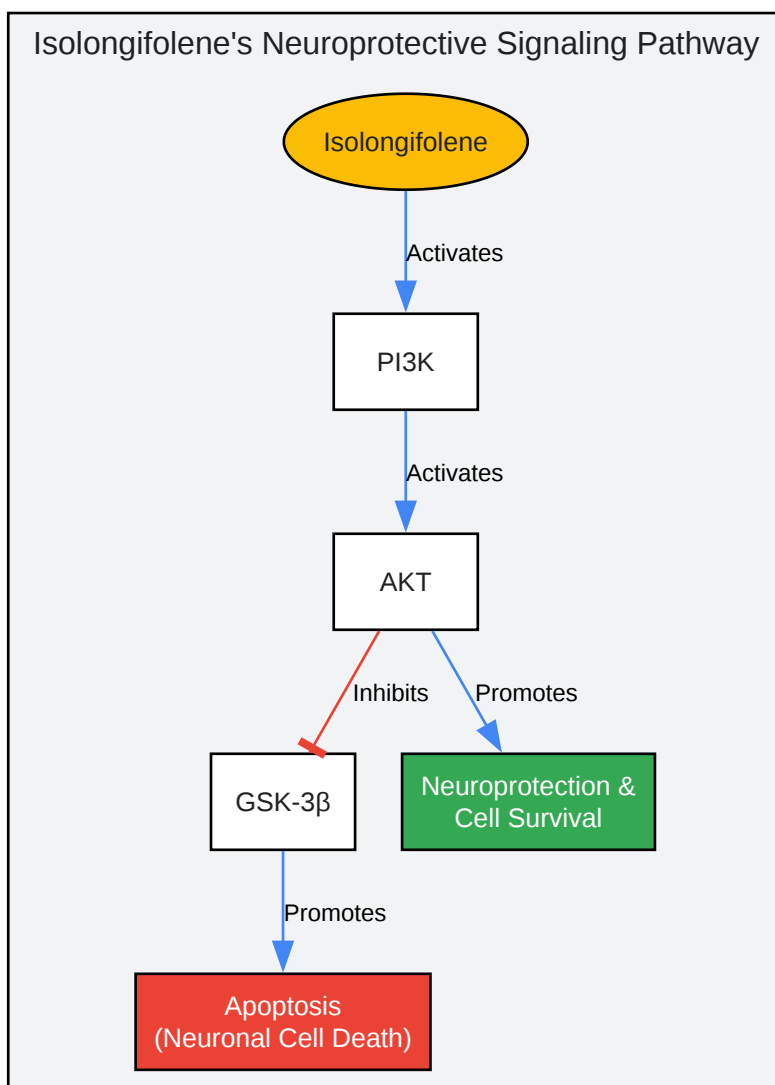 Isolongifolene's Neuroprotective Signaling Pathway
Isolongifolene
Activates
PI3K
Activates
AKT
Inhibits
Promotes
GSK-3β
Neuroprotection &
Cell Survival
Promotes
Apoptosis
(Neuronal Cell Death)